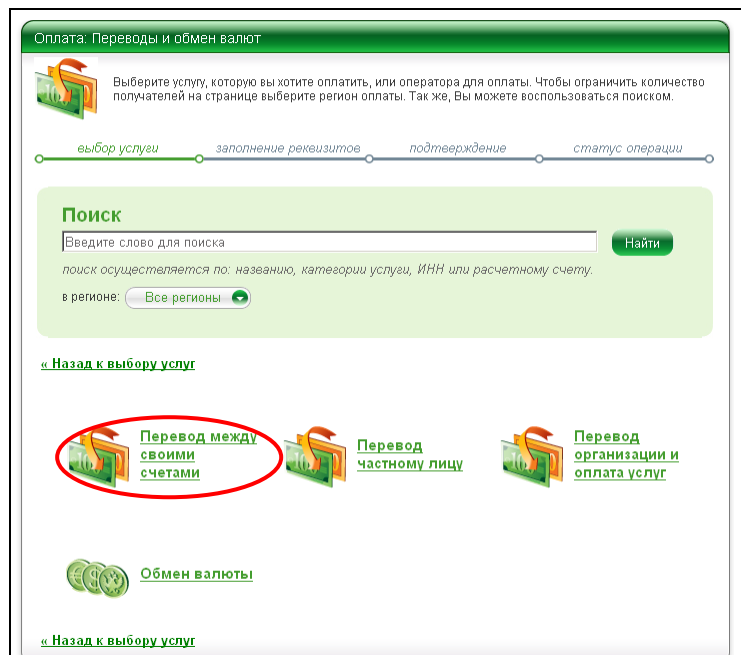 Оплата: Переводы и обмен валют
Выберите услугу, которую вы хотите оплатить, или оператора для оплаты. Чтобы ограничить количество
получателей на странице выберите регион оплаты. Так же, Вы можете воспользоваться поиском.
выбор услуги заполнение реквизитов подтверждение статус операции
Поиск
Введите слово для поиска Найти
поиск осуществляется по: названию, категории услуги, ИНН или расчетному счету.
в регионе: Все регионы
« Назад к выбору услуг
Перевод между
своими
счетами
Перевод
частному лицу
Перевод
организации и
оплата услуг
Обмен валюты
« Назад к выбору услуг